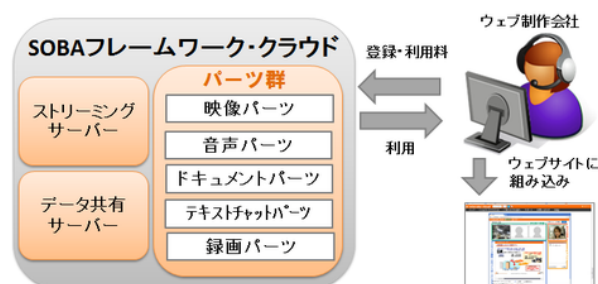 ウェブ制作会社
SOBAフレームワーク・クラウド
登録・利用料
パーツ群
ストリーミング
サーバー
映像パーツ
音声パーツ
利用
ドキュメントパーツ
ウェブサイトに
組み込み
データ共有
サーバー
テキストチャットパーツ
録画パーツ